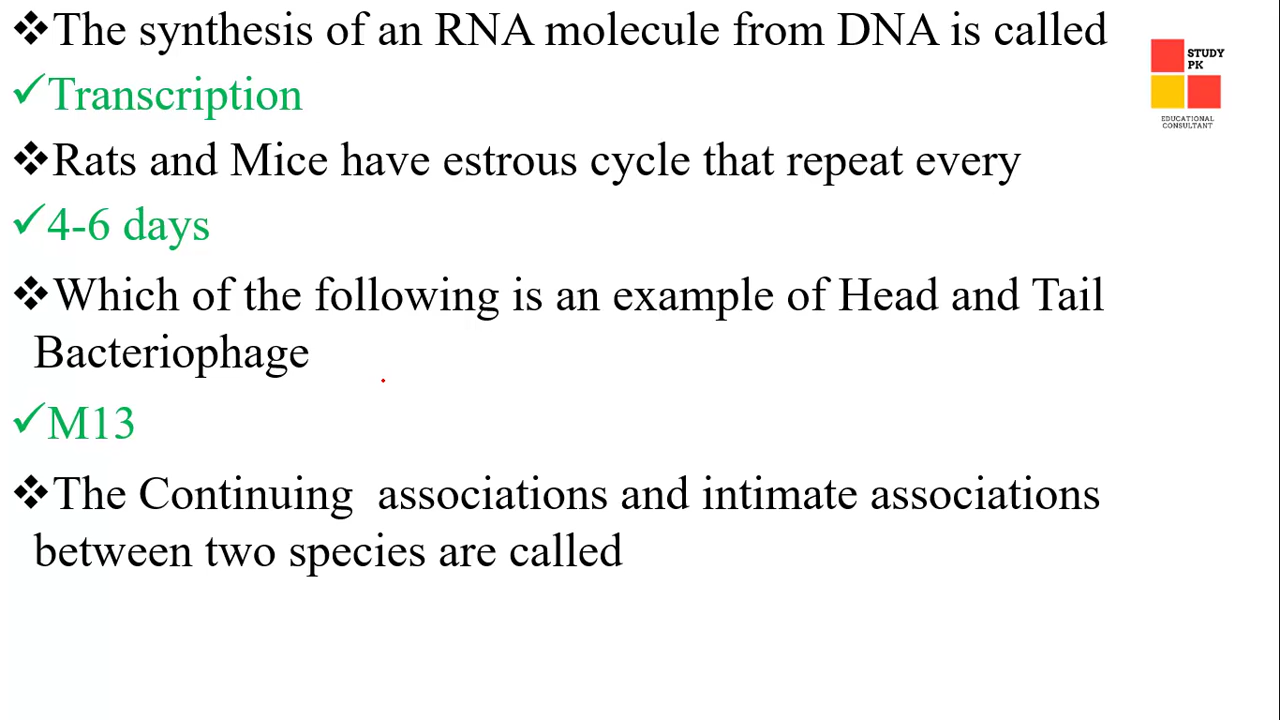 ❖The synthesis of an RNA molecule from DNA is called
✓Transcription
❖Rats and Mice have estrous cycle that repeat every
✓4-6 days
❖Which of the following is an example of Head and Tail
Bacteriophage
✓M13
❖The Continuing  associations and intimate associations
between two species are called
STUDY
PK
EDUCATIONAL
CONSULTANT